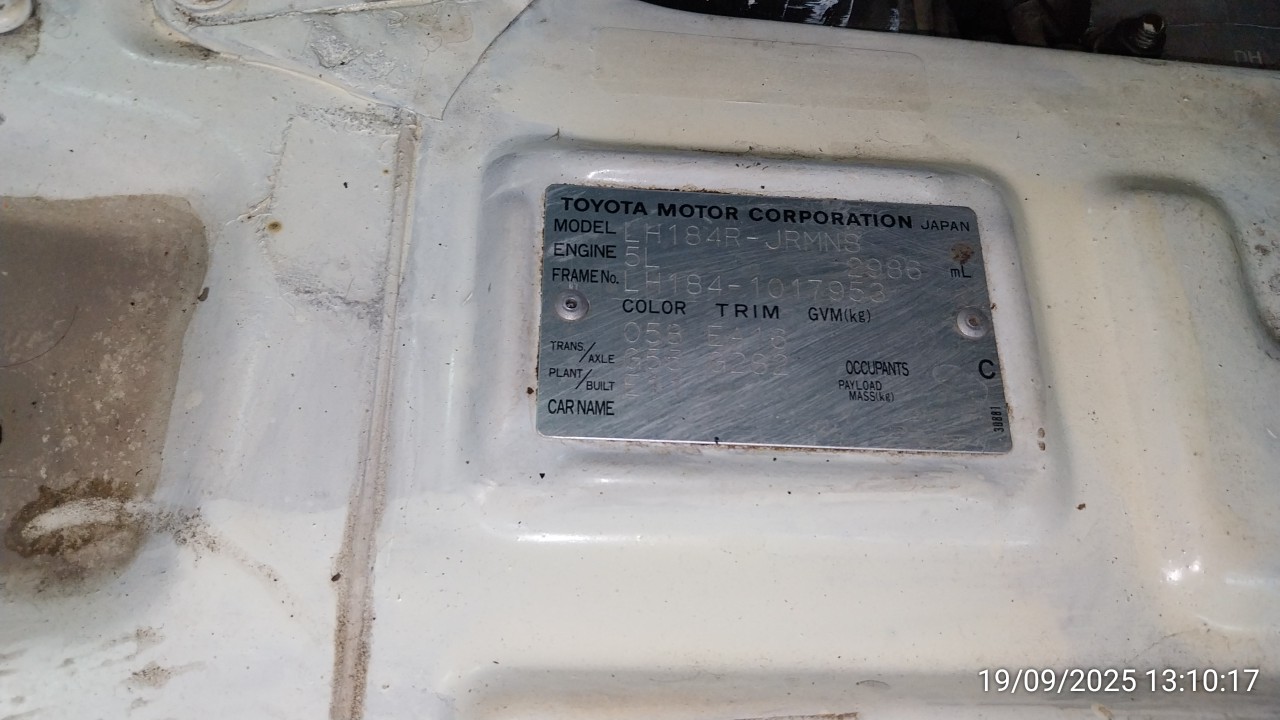 TOYOTA MOTOR CORPORATION JAPAN
MODEL LH184R-JRMNS
ENGINE 5L 2986 mL
FRAME No. LH184-1017953
COLOR TRIM GVM(kg)
058
TRANS./AXLE
PLANT/BUILT
OCCUPANTS
PAYLOAD MASS(kg)
C
CAR NAME
38881
19/09/2025 13:10:17